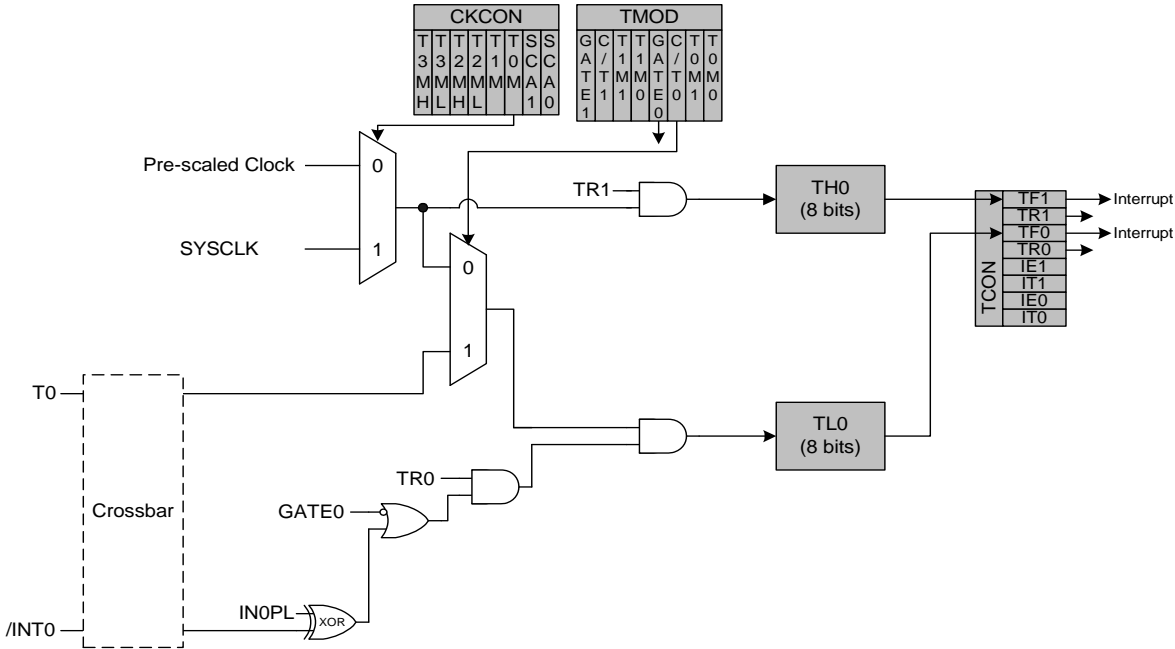 CKCON
T3MH
T3ML
T2MH
T2ML
T1M
T0M
SCA1
SCA0
TMOD
GATE1
C/T1
T1M1
T1M0
GATE0
C/T0
T0M1
T0M0
Pre-scaled Clock
0
SYSCLK
1
TR1
TH0
(8 bits)
TCON
TF1
TR1
TF0
TR0
IE1
IT1
IE0
IT0
Interrupt
Interrupt
0
1
T0
Crossbar
TL0
(8 bits)
TR0
GATE0
IN0PL
XOR
/INT0